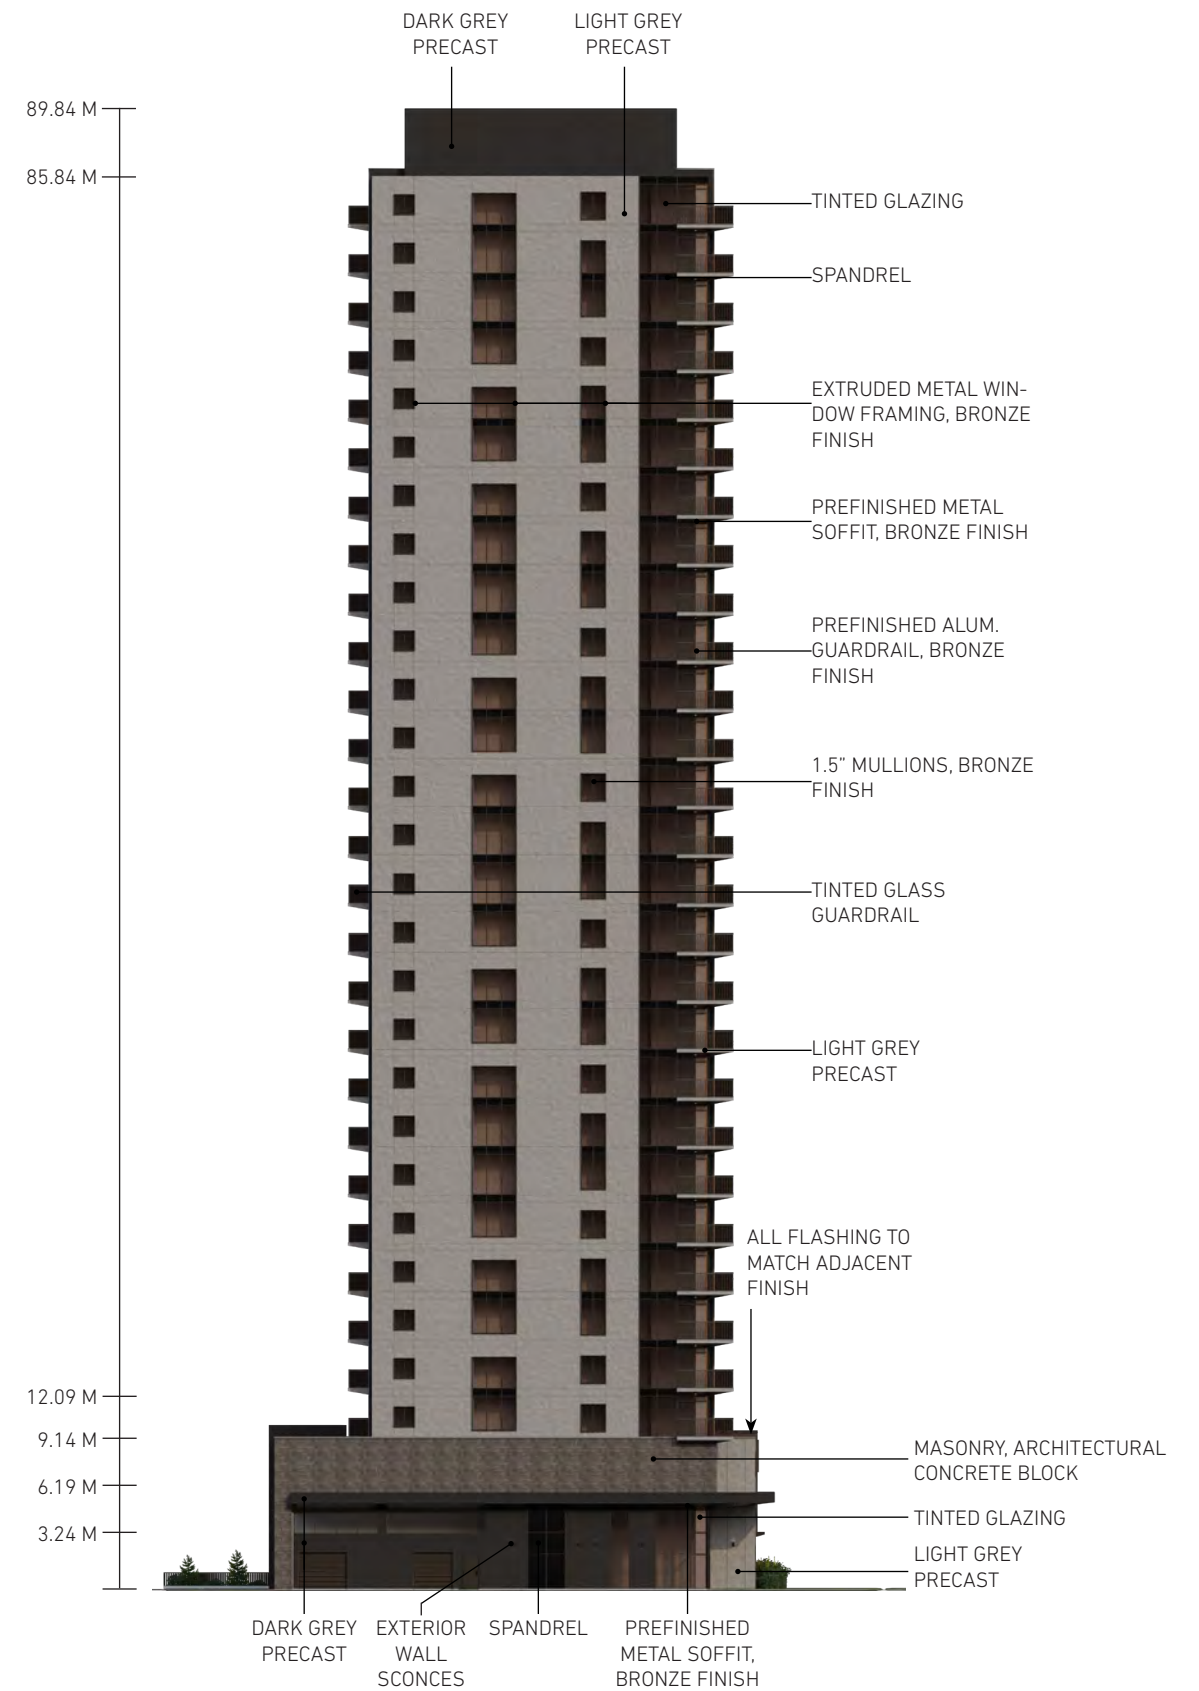 DARK GREY
PRECAST
LIGHT GREY
PRECAST
89.84 M
85.84 M
TINTED GLAZING
SPANDREL
EXTRUDED METAL WIN-
DOW FRAMING, BRONZE
FINISH
PREFINISHED METAL
SOFFIT, BRONZE FINISH
PREFINISHED ALUM.
GUARDRAIL, BRONZE
FINISH
1.5” MULLIONS, BRONZE
FINISH
TINTED GLASS
GUARDRAIL
LIGHT GREY
PRECAST
ALL FLASHING TO
MATCH ADJACENT
FINISH
12.09 M
9.14 M
6.19 M
3.24 M
MASONRY, ARCHITECTURAL
CONCRETE BLOCK
TINTED GLAZING
LIGHT GREY
PRECAST
DARK GREY
PRECAST
EXTERIOR
WALL
SCONCES
SPANDREL
PREFINISHED
METAL SOFFIT,
BRONZE FINISH